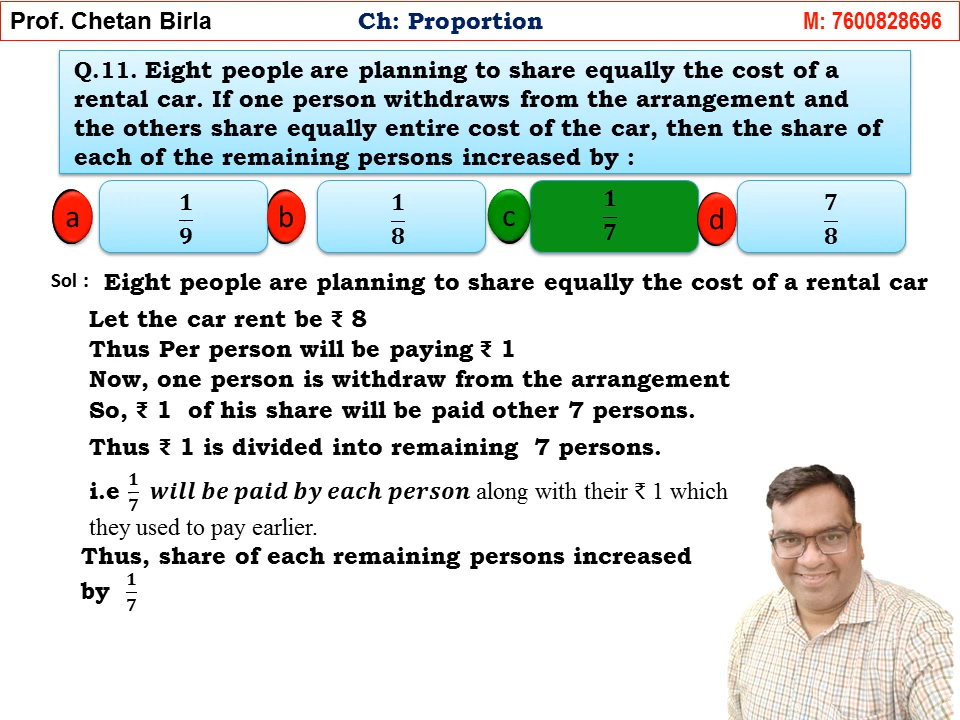 Prof. Chetan Birla Ch: Proportion M: 7600828696
Q.11. Eight people are planning to share equally the cost of a
rental car. If one person withdraws from the arrangement and
the others share equally entire cost of the car, then the share of
each of the remaining persons increased by :
a 1/9 b 1/8 c 1/7 d 7/8
Sol : Eight people are planning to share equally the cost of a rental car
Let the car rent be ₹ 8
Thus Per person will be paying ₹ 1
Now, one person is withdraw from the arrangement
So, ₹ 1 of his share will be paid other 7 persons.
Thus ₹ 1 is divided into remaining 7 persons.
i.e 1/7 will be paid by each person along with their ₹ 1 which
they used to pay earlier.
Thus, share of each remaining persons increased
by 1/7